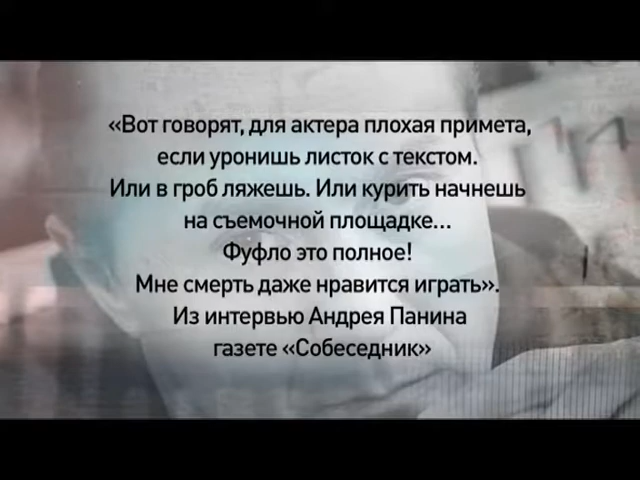 «Вот говорят, для актера плохая примета,
если уронишь листок с текстом.
Или в гроб ляжешь. Или курить начнешь
на съемочной площадке...
Фуфло это полное!
Мне смерть даже нравится играть».
Из интервью Андрея Панина
газете «Собеседник»